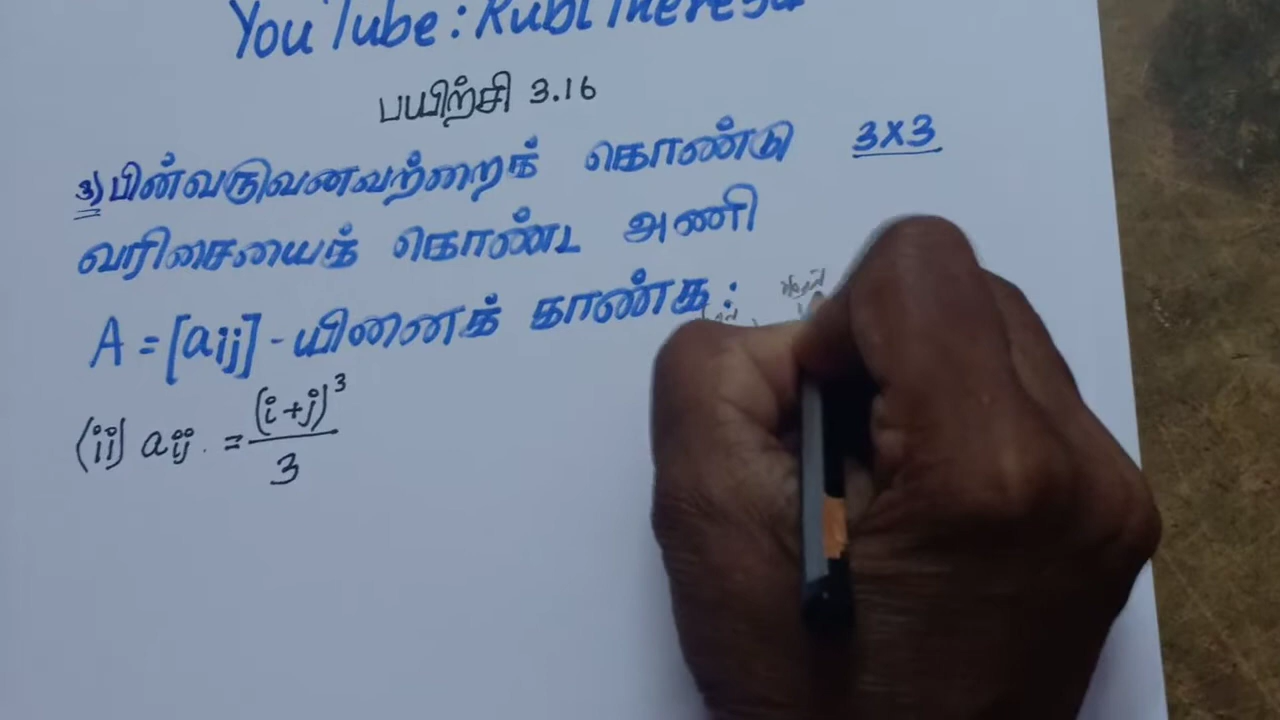 YouTube: Rubi Theresa
பயிற்சி 3.16
3) பின்வருவனவற்றைக் கொண்டு 3x3
வரிசையைக் கொண்ட அணி
A = [aij] - யினைக் காண்க:
(ii) aij = (i+j)³
3